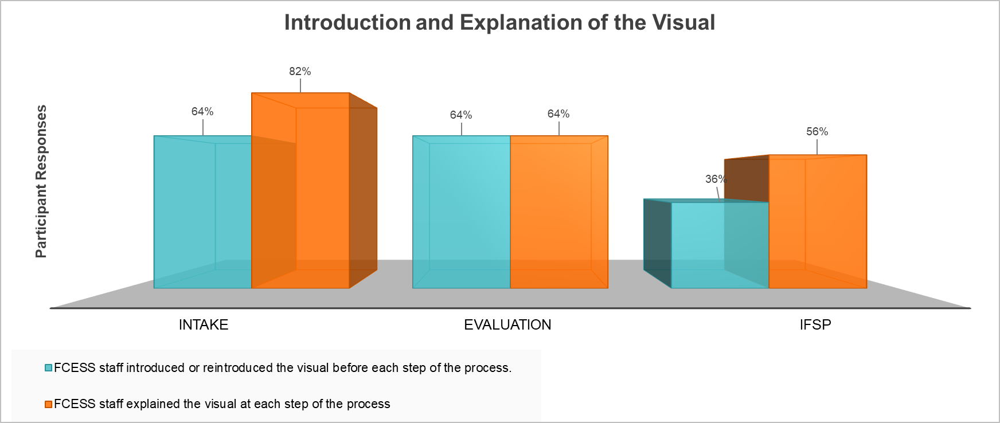 Introduction and Explanation of the Visual
Participant Responses
64%
82%
64%
64%
36%
56%
INTAKE
EVALUATION
IFSP
FCESS staff introduced or reintroduced the visual before each step of the process.
FCESS staff explained the visual at each step of the process